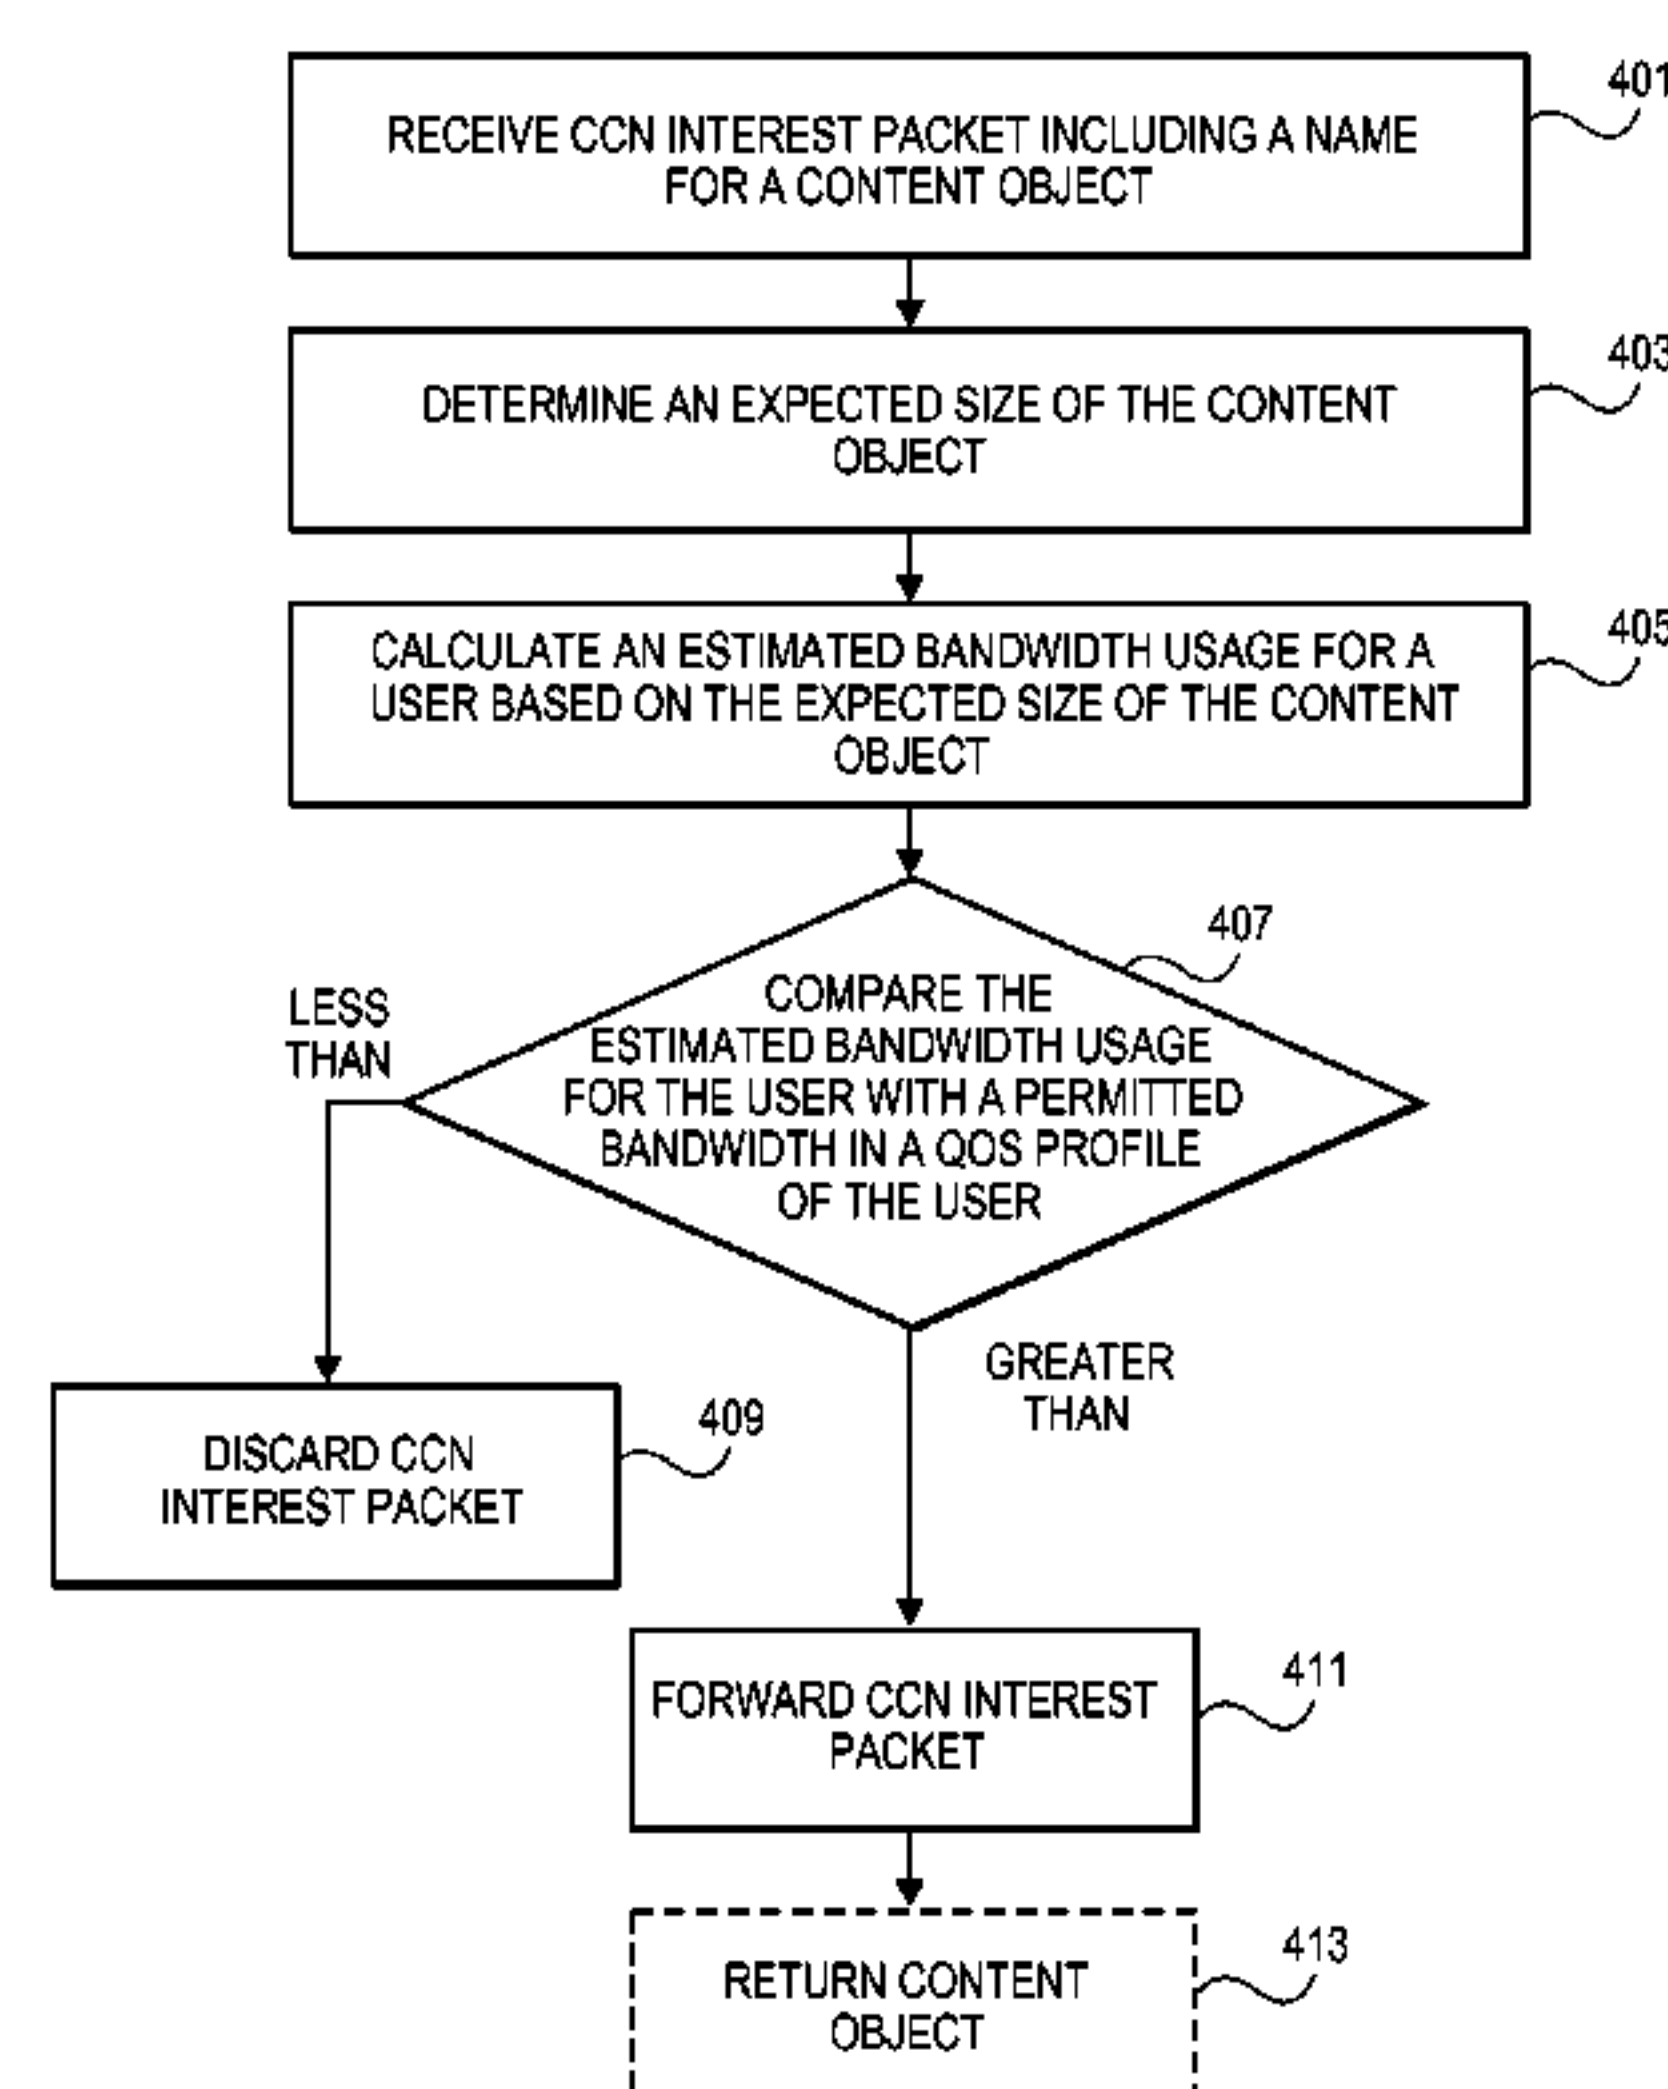 401
RECEIVE CCN INTEREST PACKET INCLUDING A NAME
FOR A CONTENT OBJECT
403
DETERMINE AN EXPECTED SIZE OF THE CONTENT
OBJECT
405
CALCULATE AN ESTIMATED BANDWIDTH USAGE FOR A
USER BASED ON THE EXPECTED SIZE OF THE CONTENT
OBJECT
407
LESS
THAN
COMPARE THE
ESTIMATED BANDWIDTH USAGE
FOR THE USER WITH A PERMITTED
BANDWIDTH IN A QOS PROFILE
OF THE USER
GREATER
THAN
409
DISCARD CCN
INTEREST PACKET
411
FORWARD CCN INTEREST
PACKET
413
RETURN CONTENT
OBJECT